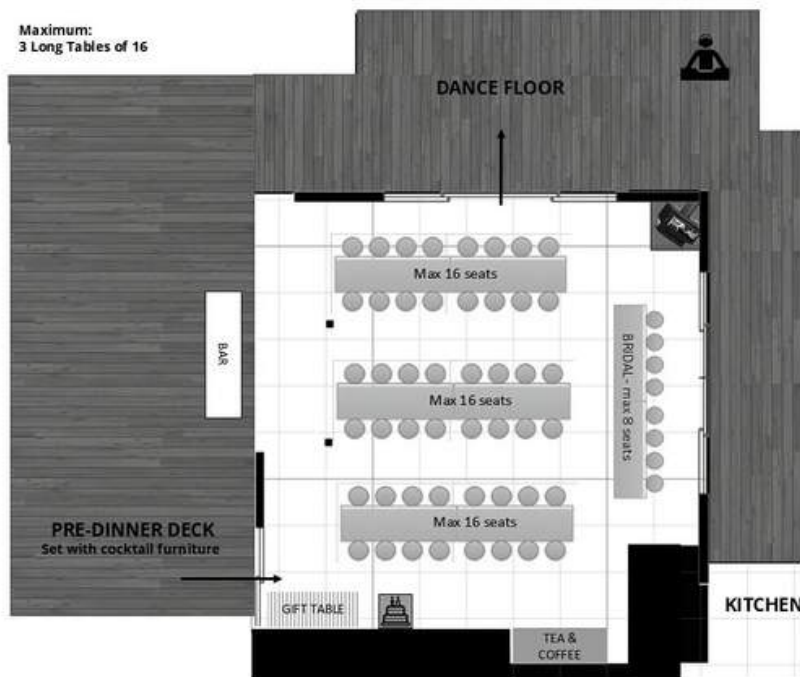 Maximum:
3 Long Tables of 16
DANCE FLOOR
Max 16 seats
BAR
BRIDAL- max 8 seats
Max 16 seats
Max 16 seats
PRE-DINNER DECK
Set with cocktail furniture
GIFT TABLE
KITCHEN
TEA &
COFFEE